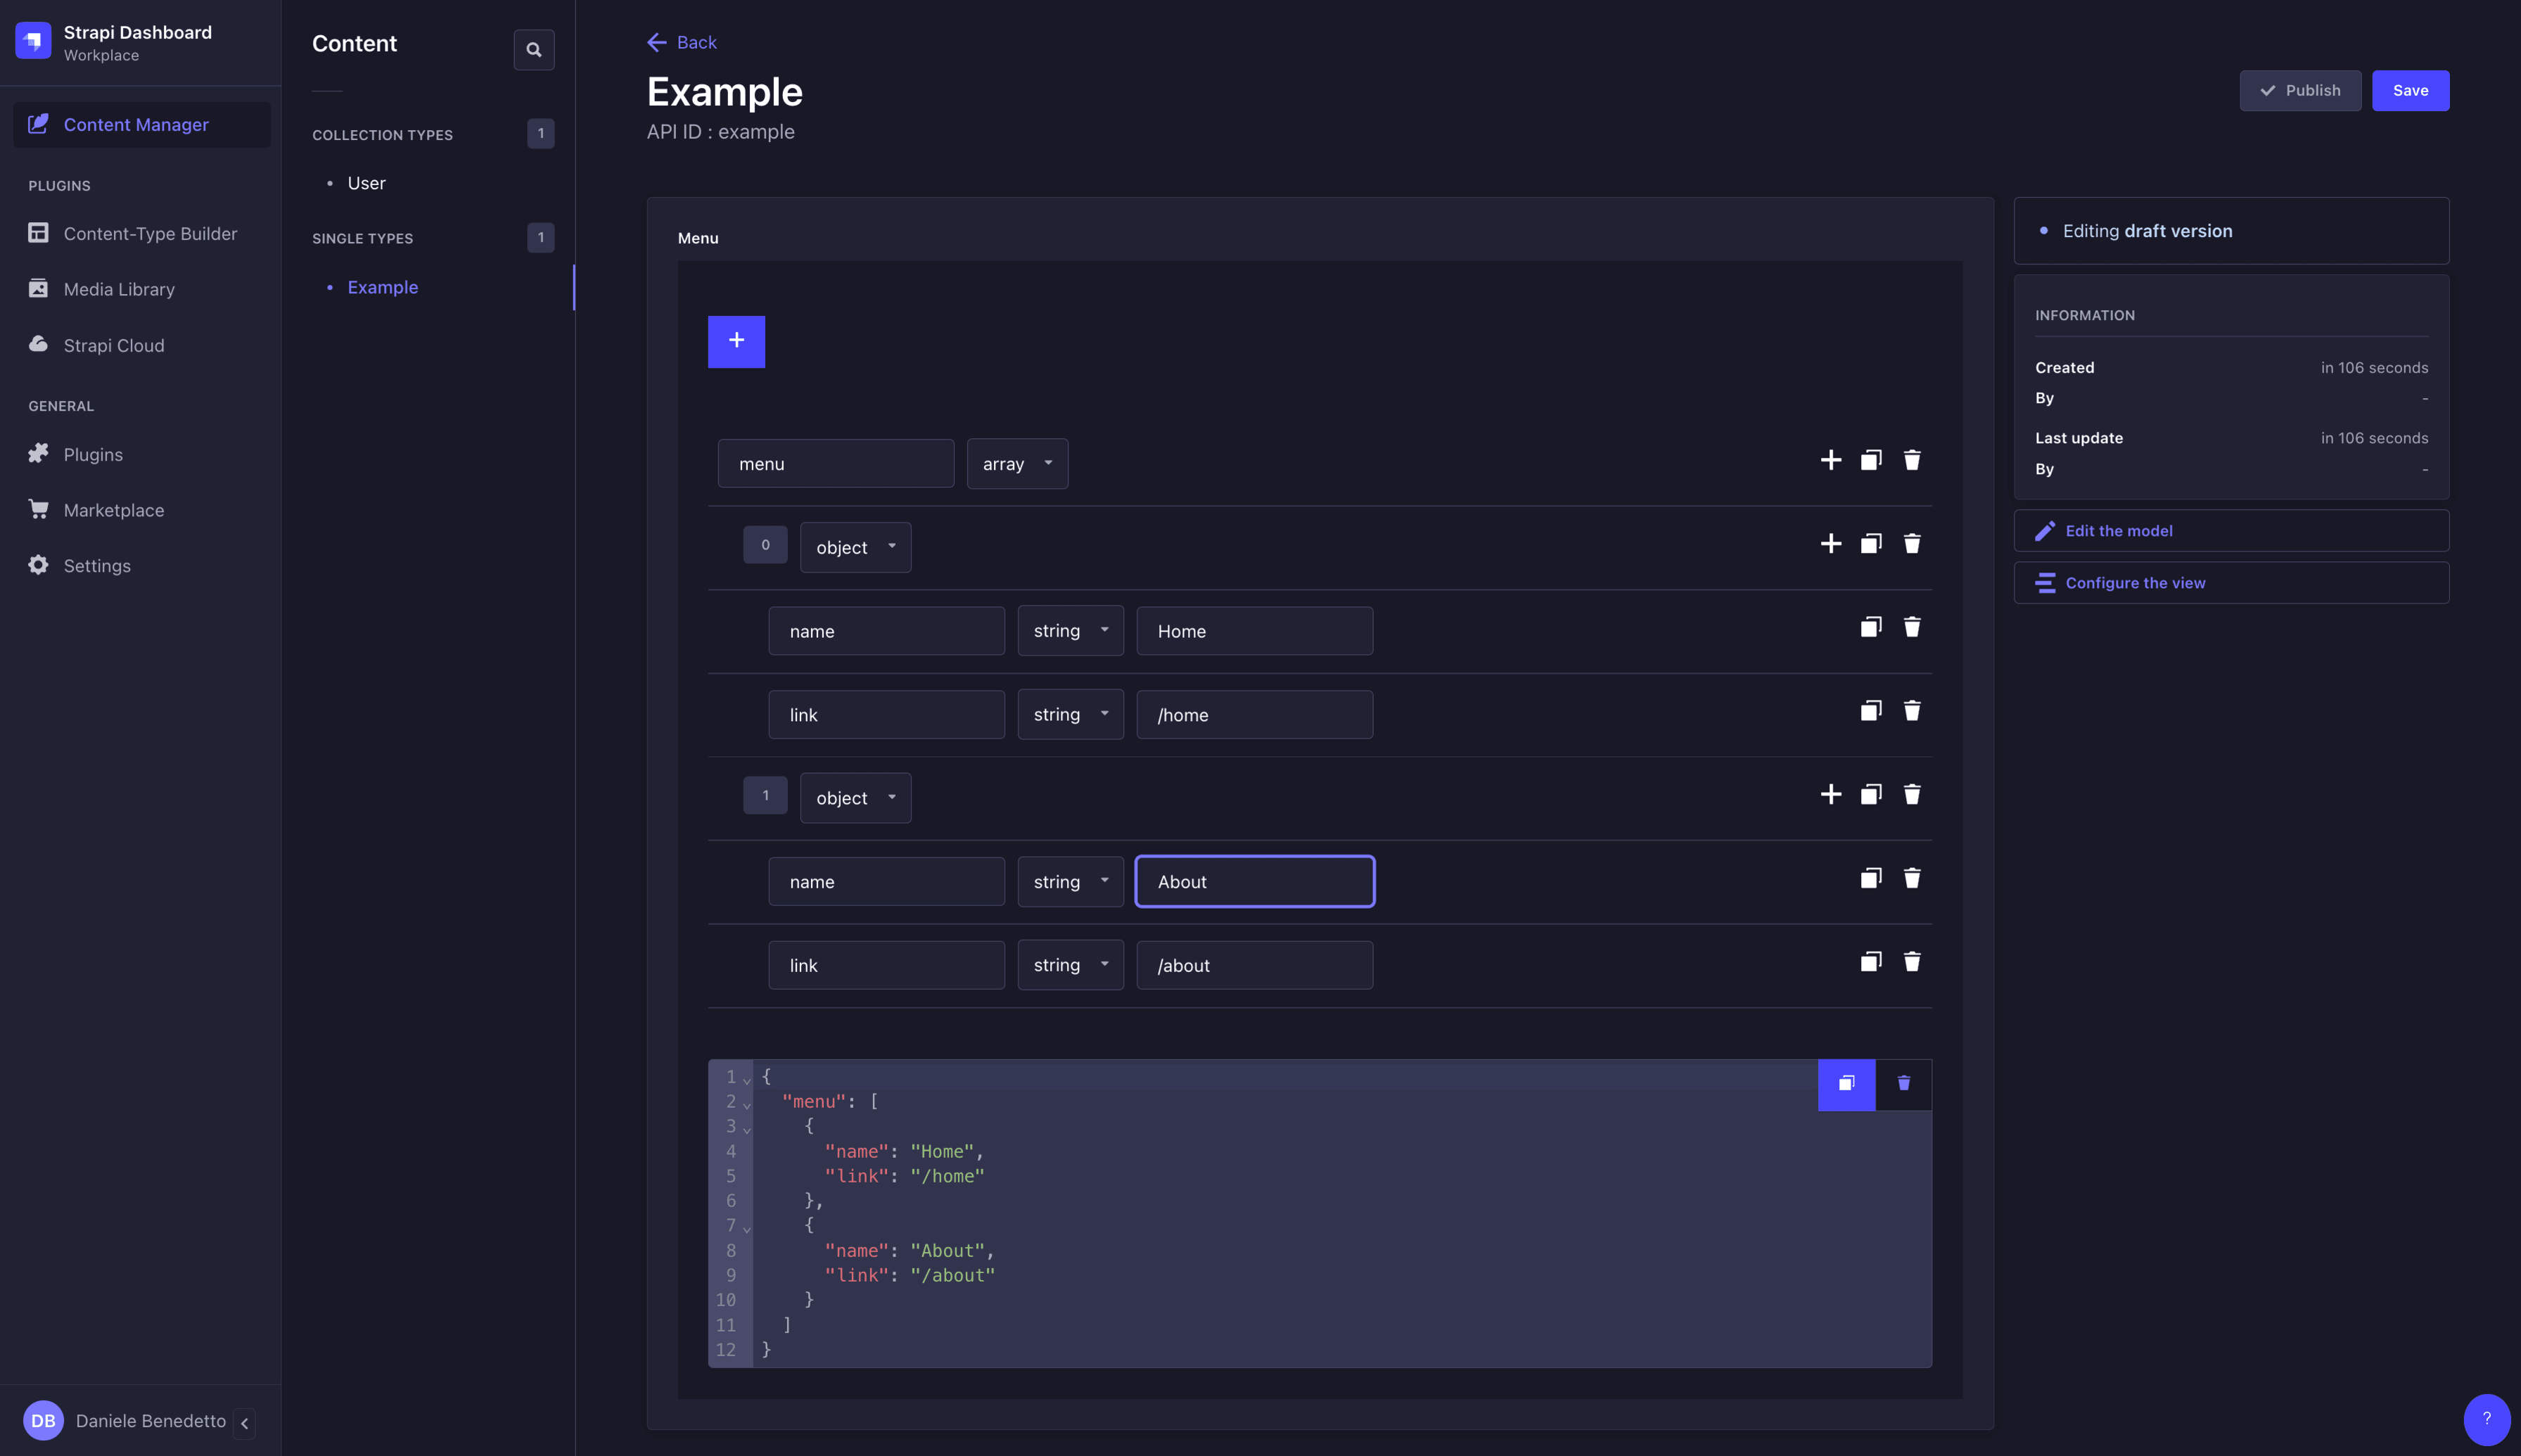 Strapi Dashboard
Workplace
Content Manager
PLUGINS
Content-Type Builder
Media Library
Strapi Cloud
GENERAL
Plugins
Marketplace
Settings
DB Daniele Benedetto
Content
COLLECTION TYPES 1
User
SINGLE TYPES 1
Example
Back
Example
API ID : example
Publish
Save
Menu
+
menu array
0 object
name string Home
link string /home
1 object
name string About
link string /about
1 {
2 "menu": [
3 {
4 "name": "Home",
5 "link": "/home"
6 },
7 {
8 "name": "About",
9 "link": "/about"
10 }
11 ]
12 }
Editing draft version
INFORMATION
Created in 106 seconds
By -
Last update in 106 seconds
By -
Edit the model
Configure the view
?